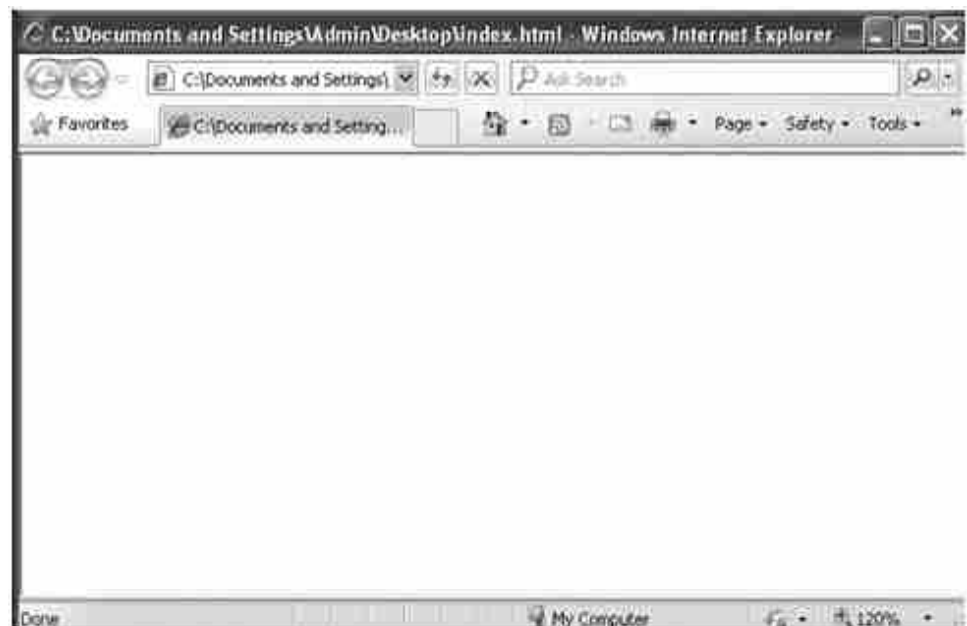 C:\Documents and Settings\Admin\Desktop\index.html - Windows Internet Explorer
C:\Documents and Settings\ Ask Search
Favorites C:\Documents and Setting... Page Safety Tools
Done My Computer 120%